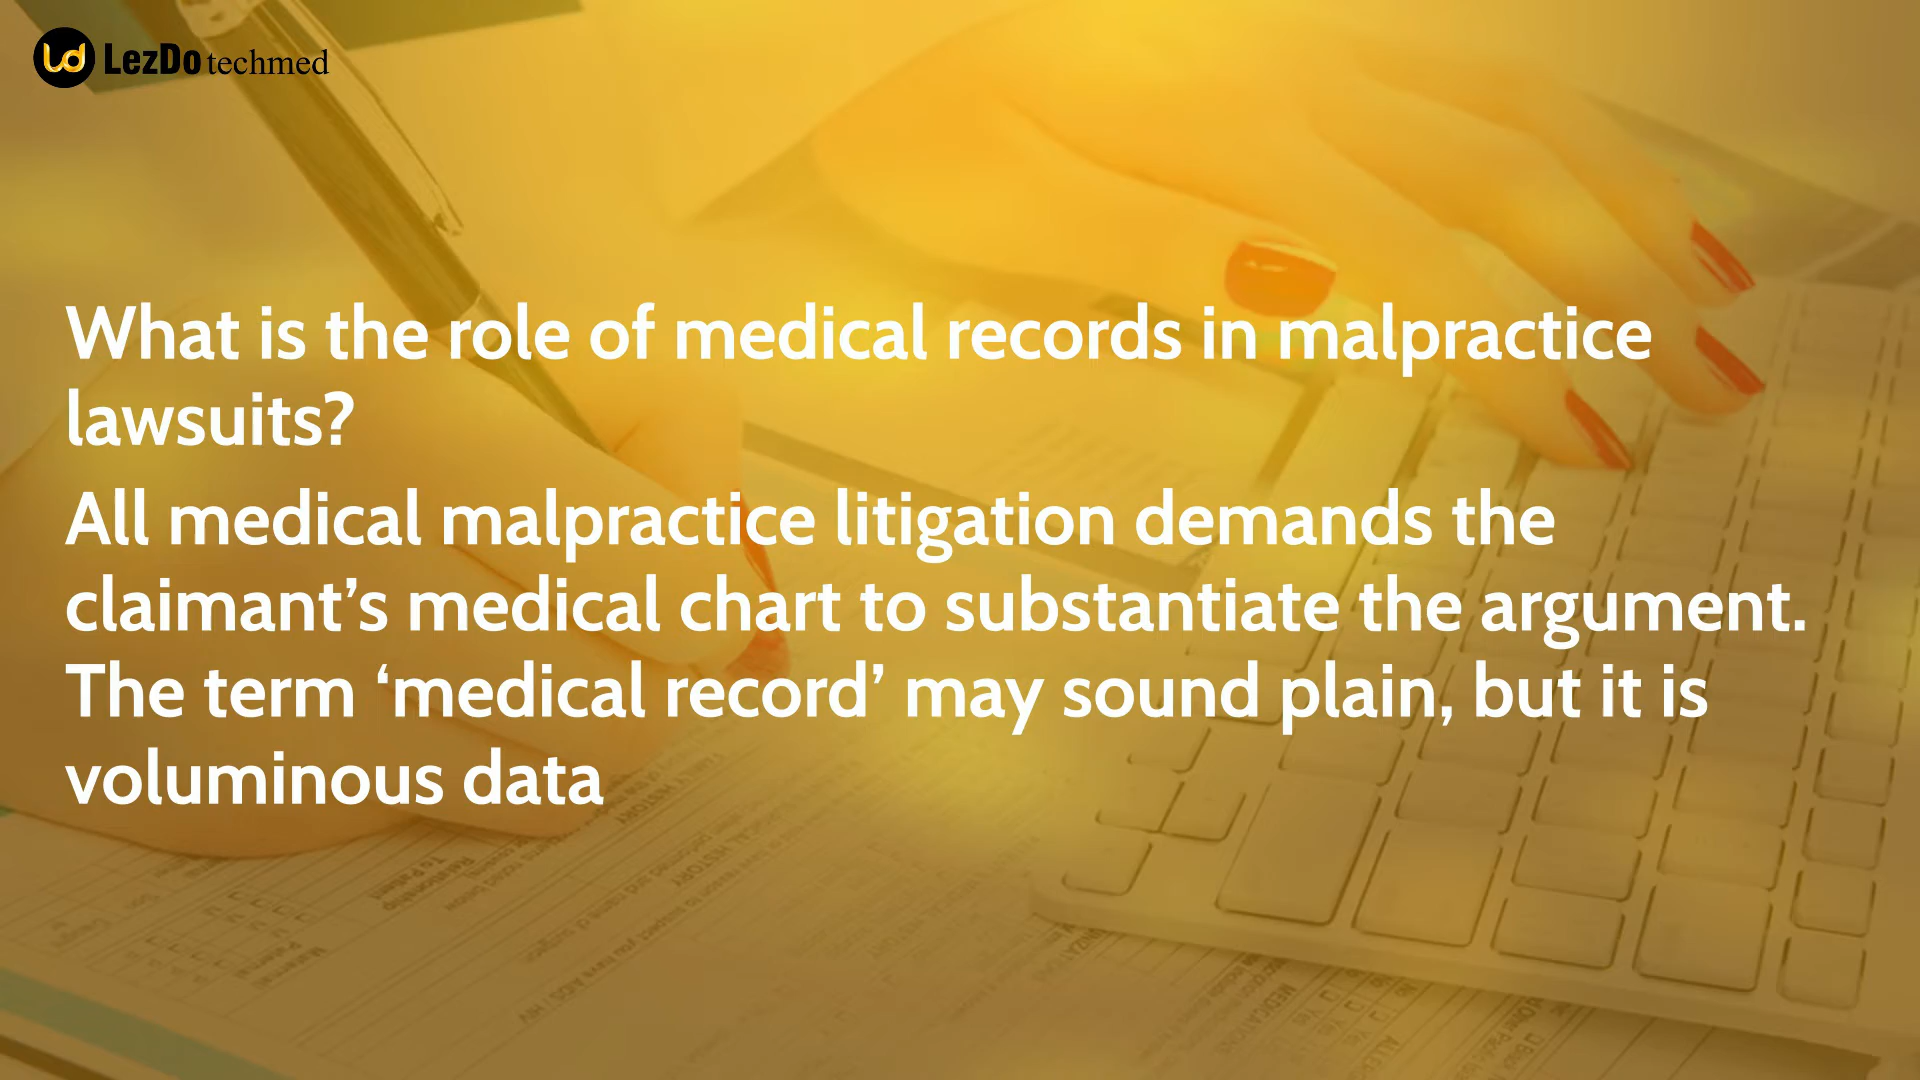 LezDo techmed
What is the role of medical records in malpractice
lawsuits?
All medical malpractice litigation demands the
claimant’s medical chart to substantiate the argument.
The term ‘medical record’ may sound plain, but it is
voluminous data